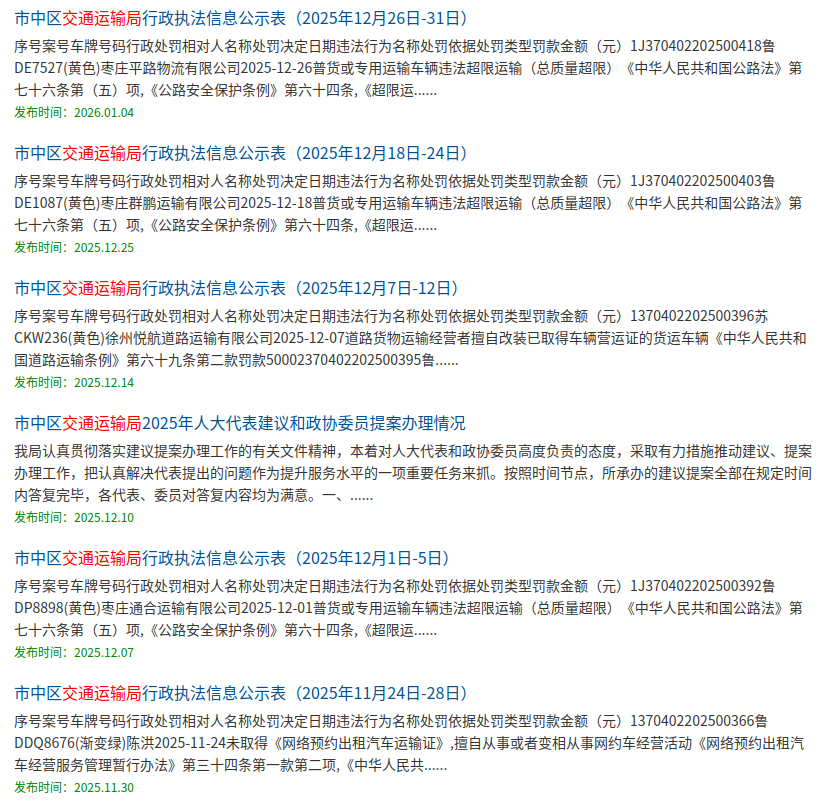 市中区交通运输局行政执法信息公示表（2025年12月26日-31日）
序号案号车牌号码行政处罚相对人名称处罚决定日期违法行为名称处罚依据处罚类型罚款金额（元）1J370402202500418鲁
DE7527(黄色)枣庄平路物流有限公司2025-12-26普货或专用运输车辆违法超限运输（总质量超限）《中华人民共和国公路法》第
七十六条第（五）项,《公路安全保护条例》第六十四条,《超限运......
发布时间：2026.01.04
市中区交通运输局行政执法信息公示表（2025年12月18日-24日）
序号案号车牌号码行政处罚相对人名称处罚决定日期违法行为名称处罚依据处罚类型罚款金额（元）1J370402202500403鲁
DE1087(黄色)枣庄群鹏运输有限公司2025-12-18普货或专用运输车辆违法超限运输（总质量超限）《中华人民共和国公路法》第
七十六条第（五）项,《公路安全保护条例》第六十四条,《超限运......
发布时间：2025.12.25
市中区交通运输局行政执法信息公示表（2025年12月7日-12日）
序号案号车牌号码行政处罚相对人名称处罚决定日期违法行为名称处罚依据处罚类型罚款金额（元）1370402202500396苏
CKW236(黄色)徐州悦航道路运输有限公司2025-12-07道路货物运输经营者擅自改装已取得车辆营运证的货运车辆《中华人民共和
国道路运输条例》第六十九条第二款罚款50002370402202500395鲁......
发布时间：2025.12.14
市中区交通运输局2025年人大代表建议和政协委员提案办理情况
我局认真贯彻落实建议提案办理工作的有关文件精神，本着对人大代表和政协委员高度负责的态度，采取有力措施推动建议、提案
办理工作，把认真解决代表提出的问题作为提升服务水平的一项重要任务来抓。按照时间节点，所承办的建议提案全部在规定时间
内答复完毕，各代表、委员对答复内容均为满意。一、......
发布时间：2025.12.10
市中区交通运输局行政执法信息公示表（2025年12月1日-5日）
序号案号车牌号码行政处罚相对人名称处罚决定日期违法行为名称处罚依据处罚类型罚款金额（元）1J370402202500392鲁
DP8898(黄色)枣庄通合运输有限公司2025-12-01普货或专用运输车辆违法超限运输（总质量超限）《中华人民共和国公路法》第
七十六条第（五）项,《公路安全保护条例》第六十四条,《超限运......
发布时间：2025.12.07
市中区交通运输局行政执法信息公示表（2025年11月24日-28日）
序号案号车牌号码行政处罚相对人名称处罚决定日期违法行为名称处罚依据处罚类型罚款金额（元）1370402202500366鲁
DDQ8676(渐变绿)陈洪2025-11-24未取得《网络预约出租汽车运输证》,擅自从事或者变相从事网约车经营活动《网络预约出租汽
车经营服务管理暂行办法》第三十四条第一款第二项,《中华人民共......
发布时间：2025.11.30